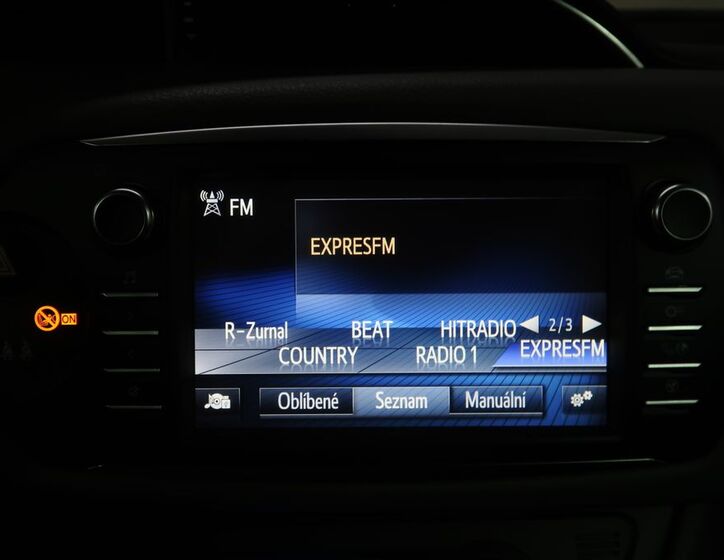 FM
EXPRESFM
R-Zurnal BEAT HITRADIO 2/3
COUNTRY RADIO 1 EXPRESFM
ON
Oblíbené Seznam Manuální